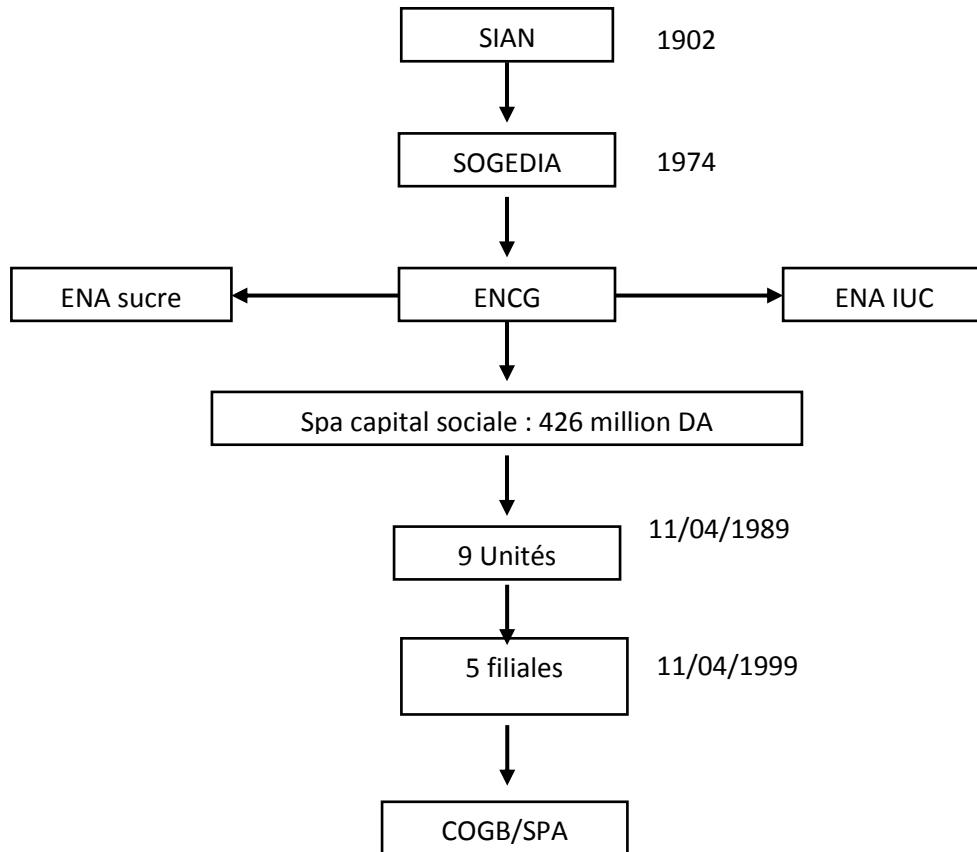 SIAN 1902
SOGEDIA 1974
ENA sucre ENCG ENA IUC
Spa capital sociale : 426 million DA
11/04/1989
9 Unités
5 filiales 11/04/1999
COGB/SPA